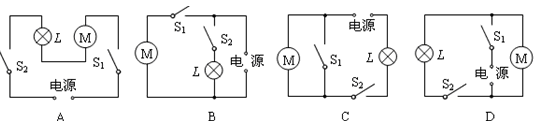 S₂ L M S₁ 电源 A
S₁ M S₂ L 电源 B
电源 M S₁ L S₂ C
L S₁ 电源 S₂ M D